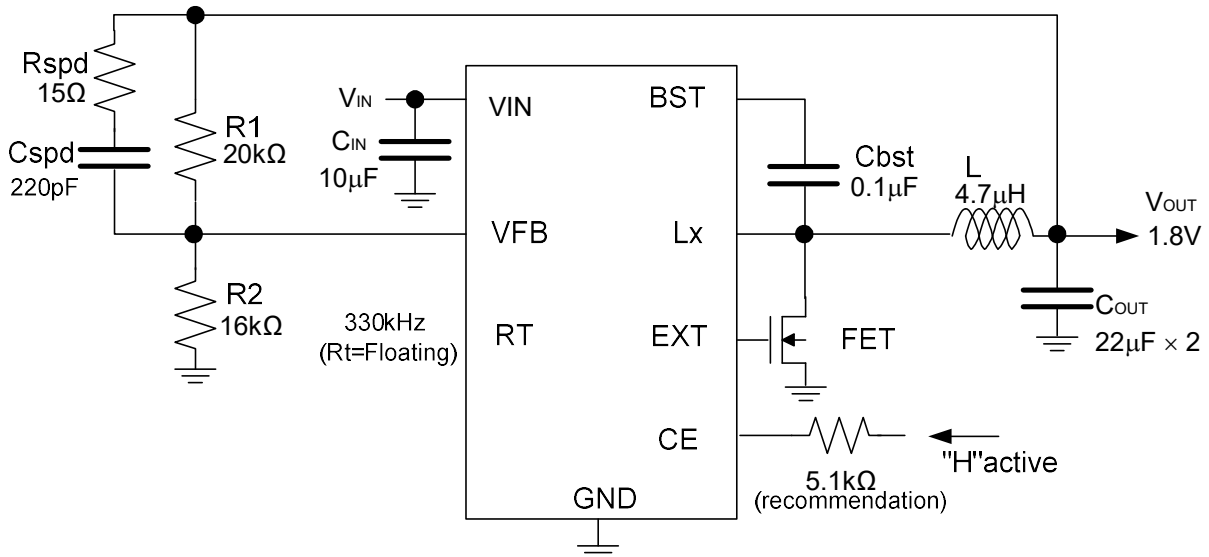 Rspd
15Ω
Cspd
220pF
R1
20kΩ
R2
16kΩ
VIN
CIN
10μF
VIN
VFB
RT
330kHz
(Rt=Floating)
GND
BST
Lx
EXT
CE
Cbst
0.1μF
L
4.7μH
VOUT
1.8V
COUT
22μF × 2
FET
5.1kΩ
(recommendation)
"H"active